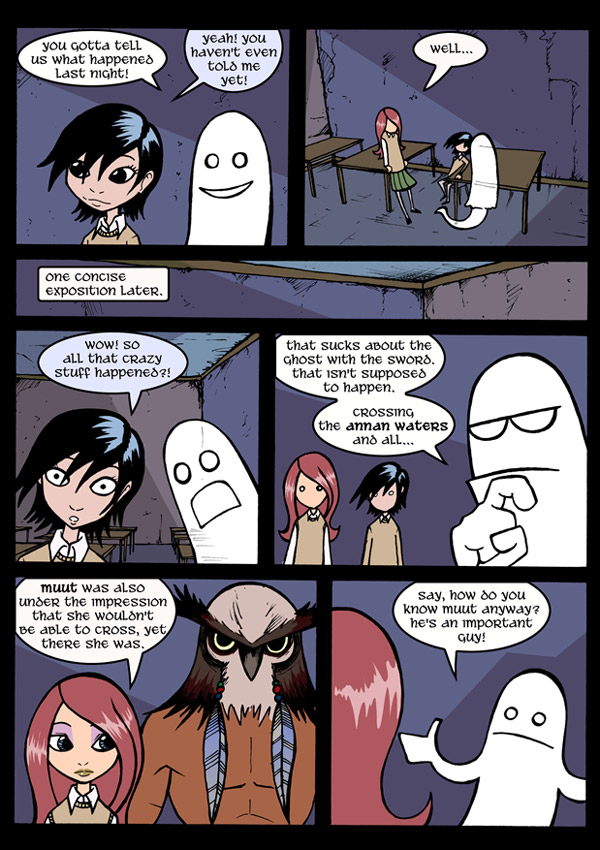 you gotta tell
us what happened
last night!
yeah! you
haven't even
told me
yet!
well...
one concise
exposition later.
wow! so
all that crazy
stuff happened?!
that sucks about the
ghost with the sword.
that isn't supposed
to happen.
crossing
the annan waters
and all...
muut was also
under the impression
that she wouldn't
be able to cross, yet
there she was.
say, how do you
know muut anyway?
he's an important
guy!